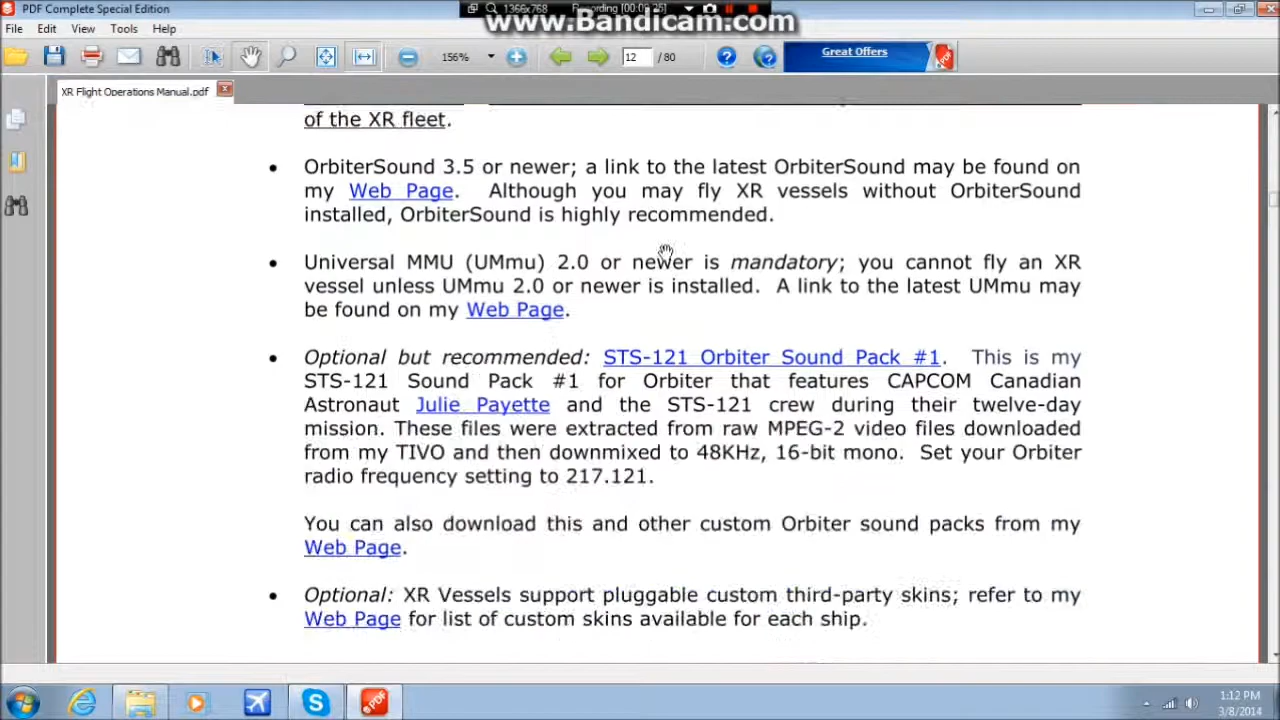 PDF Complete Special Edition
1366x768
Recording
www.Bandicam.com
File Edit View Tools Help
156%
12 / 80
Great Offers
XR Flight Operations Manual.pdf
of the XR fleet.
• OrbiterSound 3.5 or newer; a link to the latest OrbiterSound may be found on
my Web Page. Although you may fly XR vessels without OrbiterSound
installed, OrbiterSound is highly recommended.
• Universal MMU (UMmu) 2.0 or newer is mandatory; you cannot fly an XR
vessel unless UMmu 2.0 or newer is installed. A link to the latest UMmu may
be found on my Web Page.
• Optional but recommended: STS-121 Orbiter Sound Pack #1. This is my
STS-121 Sound Pack #1 for Orbiter that features CAPCOM Canadian
Astronaut Julie Payette and the STS-121 crew during their twelve-day
mission. These files were extracted from raw MPEG-2 video files downloaded
from my TIVO and then downmixed to 48KHz, 16-bit mono. Set your Orbiter
radio frequency setting to 217.121.
You can also download this and other custom Orbiter sound packs from my
Web Page.
• Optional: XR Vessels support pluggable custom third-party skins; refer to my
Web Page for list of custom skins available for each ship.
1:12 PM
3/8/2014